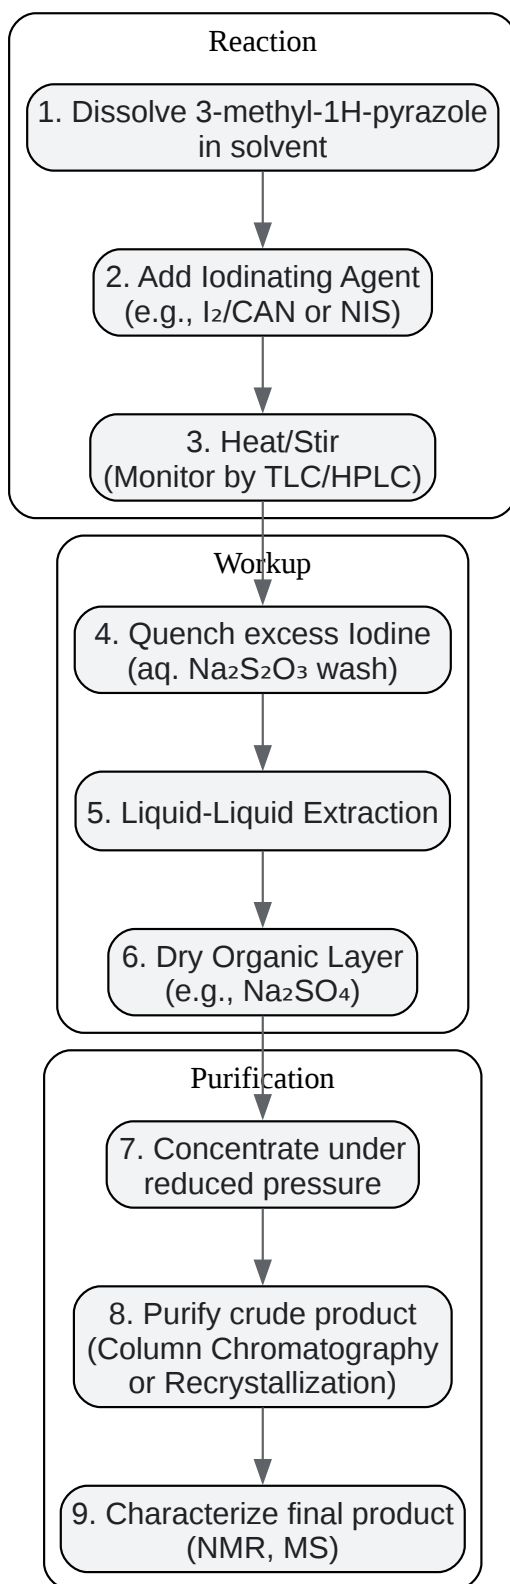 Reaction
1. Dissolve 3-methyl-1H-pyrazole
in solvent
2. Add Iodinating Agent
(e.g., I₂/CAN or NIS)
3. Heat/Stir
(Monitor by TLC/HPLC)
Workup
4. Quench excess Iodine
(aq. Na₂S₂O₃ wash)
5. Liquid-Liquid Extraction
6. Dry Organic Layer
(e.g., Na₂SO₄)
Purification
7. Concentrate under
reduced pressure
8. Purify crude product
(Column Chromatography
or Recrystallization)
9. Characterize final product
(NMR, MS)